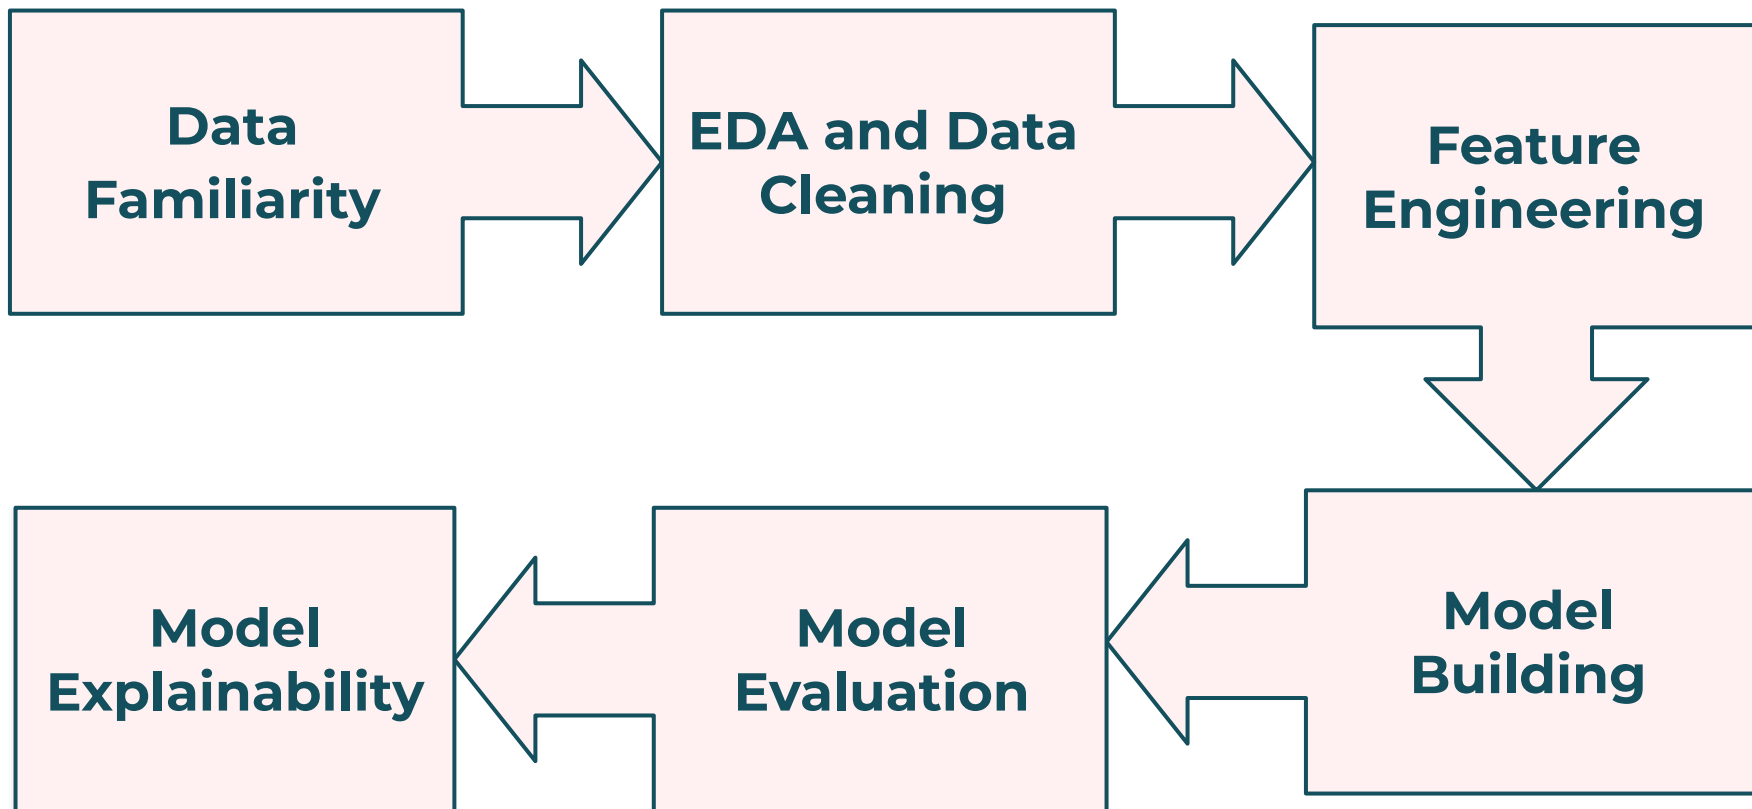 Data
Familiarity
EDA and Data
Cleaning
Feature
Engineering
Model
Building
Model
Evaluation
Model
Explainability